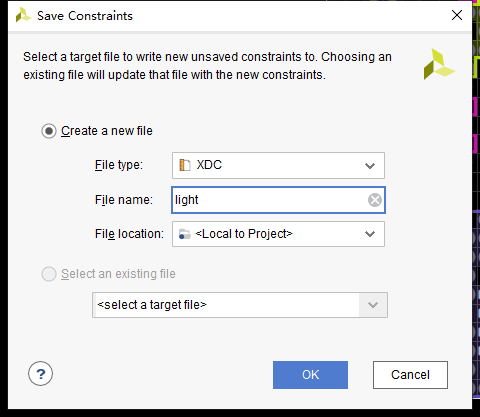 Save Constraints
Select a target file to write new unsaved constraints to. Choosing an
existing file will update that file with the new constraints.
Create a new file
File type: XDC
File name: light
File location: <Local to Project>
Select an existing file
<select a target file>
? OK Cancel